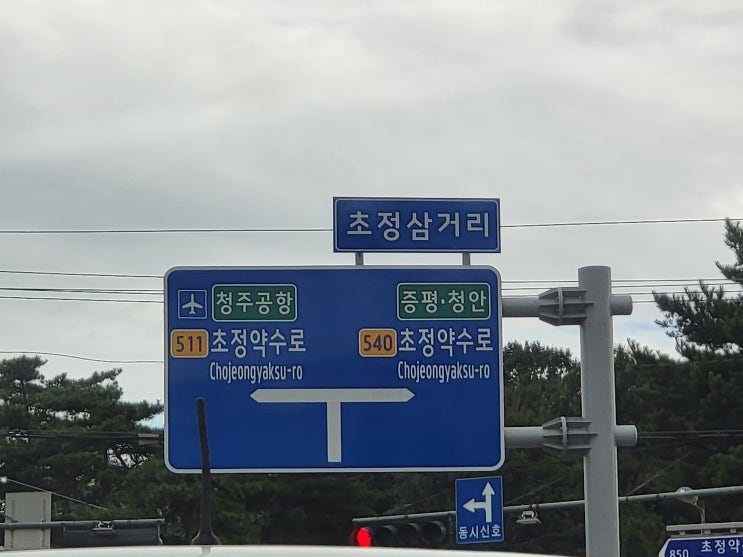 초정삼거리
청주공항
511 초정약수로
Chojeongyaksu-ro
증평·청안
540 초정약수로
Chojeongyaksu-ro
동시신호
초정약
850